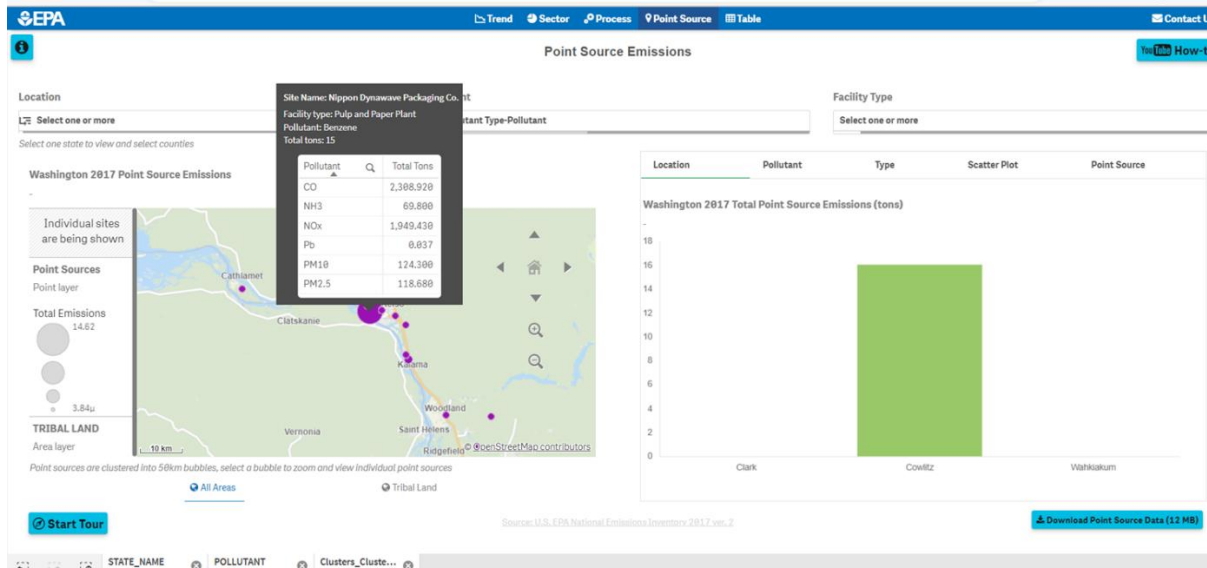 EPA
Trend Sector Process Point Source Table
Contact U
Point Source Emissions
You Tube How-t
Location
nt
Facility Type
Select one or more
utant Type-Pollutant
Select one or more
Select one state to view and select counties
Site Name: Nippon Dynawave Packaging Co.
Facility type: Pulp and Paper Plant
Pollutant: Benzene
Total tons: 15
Pollutant Total Tons
CO 2,308.920
NH3 69.800
NOx 1,949.430
Pb 0.037
PM10 124.300
PM2.5 118.680
Washington 2017 Point Source Emissions
-
Individual sites
are being shown
Point Sources
Point layer
Total Emissions
14.62
3.84µ
TRIBAL LAND
Area layer
Cathlamet
Clatskanie
Kalama
Woodland
Vernonia
Saint Helens
Ridgefield
10 km
© OpenStreetMap contributors
Point sources are clustered into 50km bubbles, select a bubble to zoom and view individual point sources
All Areas Tribal Land
Location Pollutant Type Scatter Plot Point Source
Washington 2017 Total Point Source Emissions (tons)
-
18
16
14
12
10
8
6
4
2
0
Clark Cowlitz Wahkiakum
Start Tour
Source: U.S. EPA National Emissions Inventory 2017 ver. 2
Download Point Source Data (12 MB)
STATE_NAME POLLUTANT Clusters_Cluste...